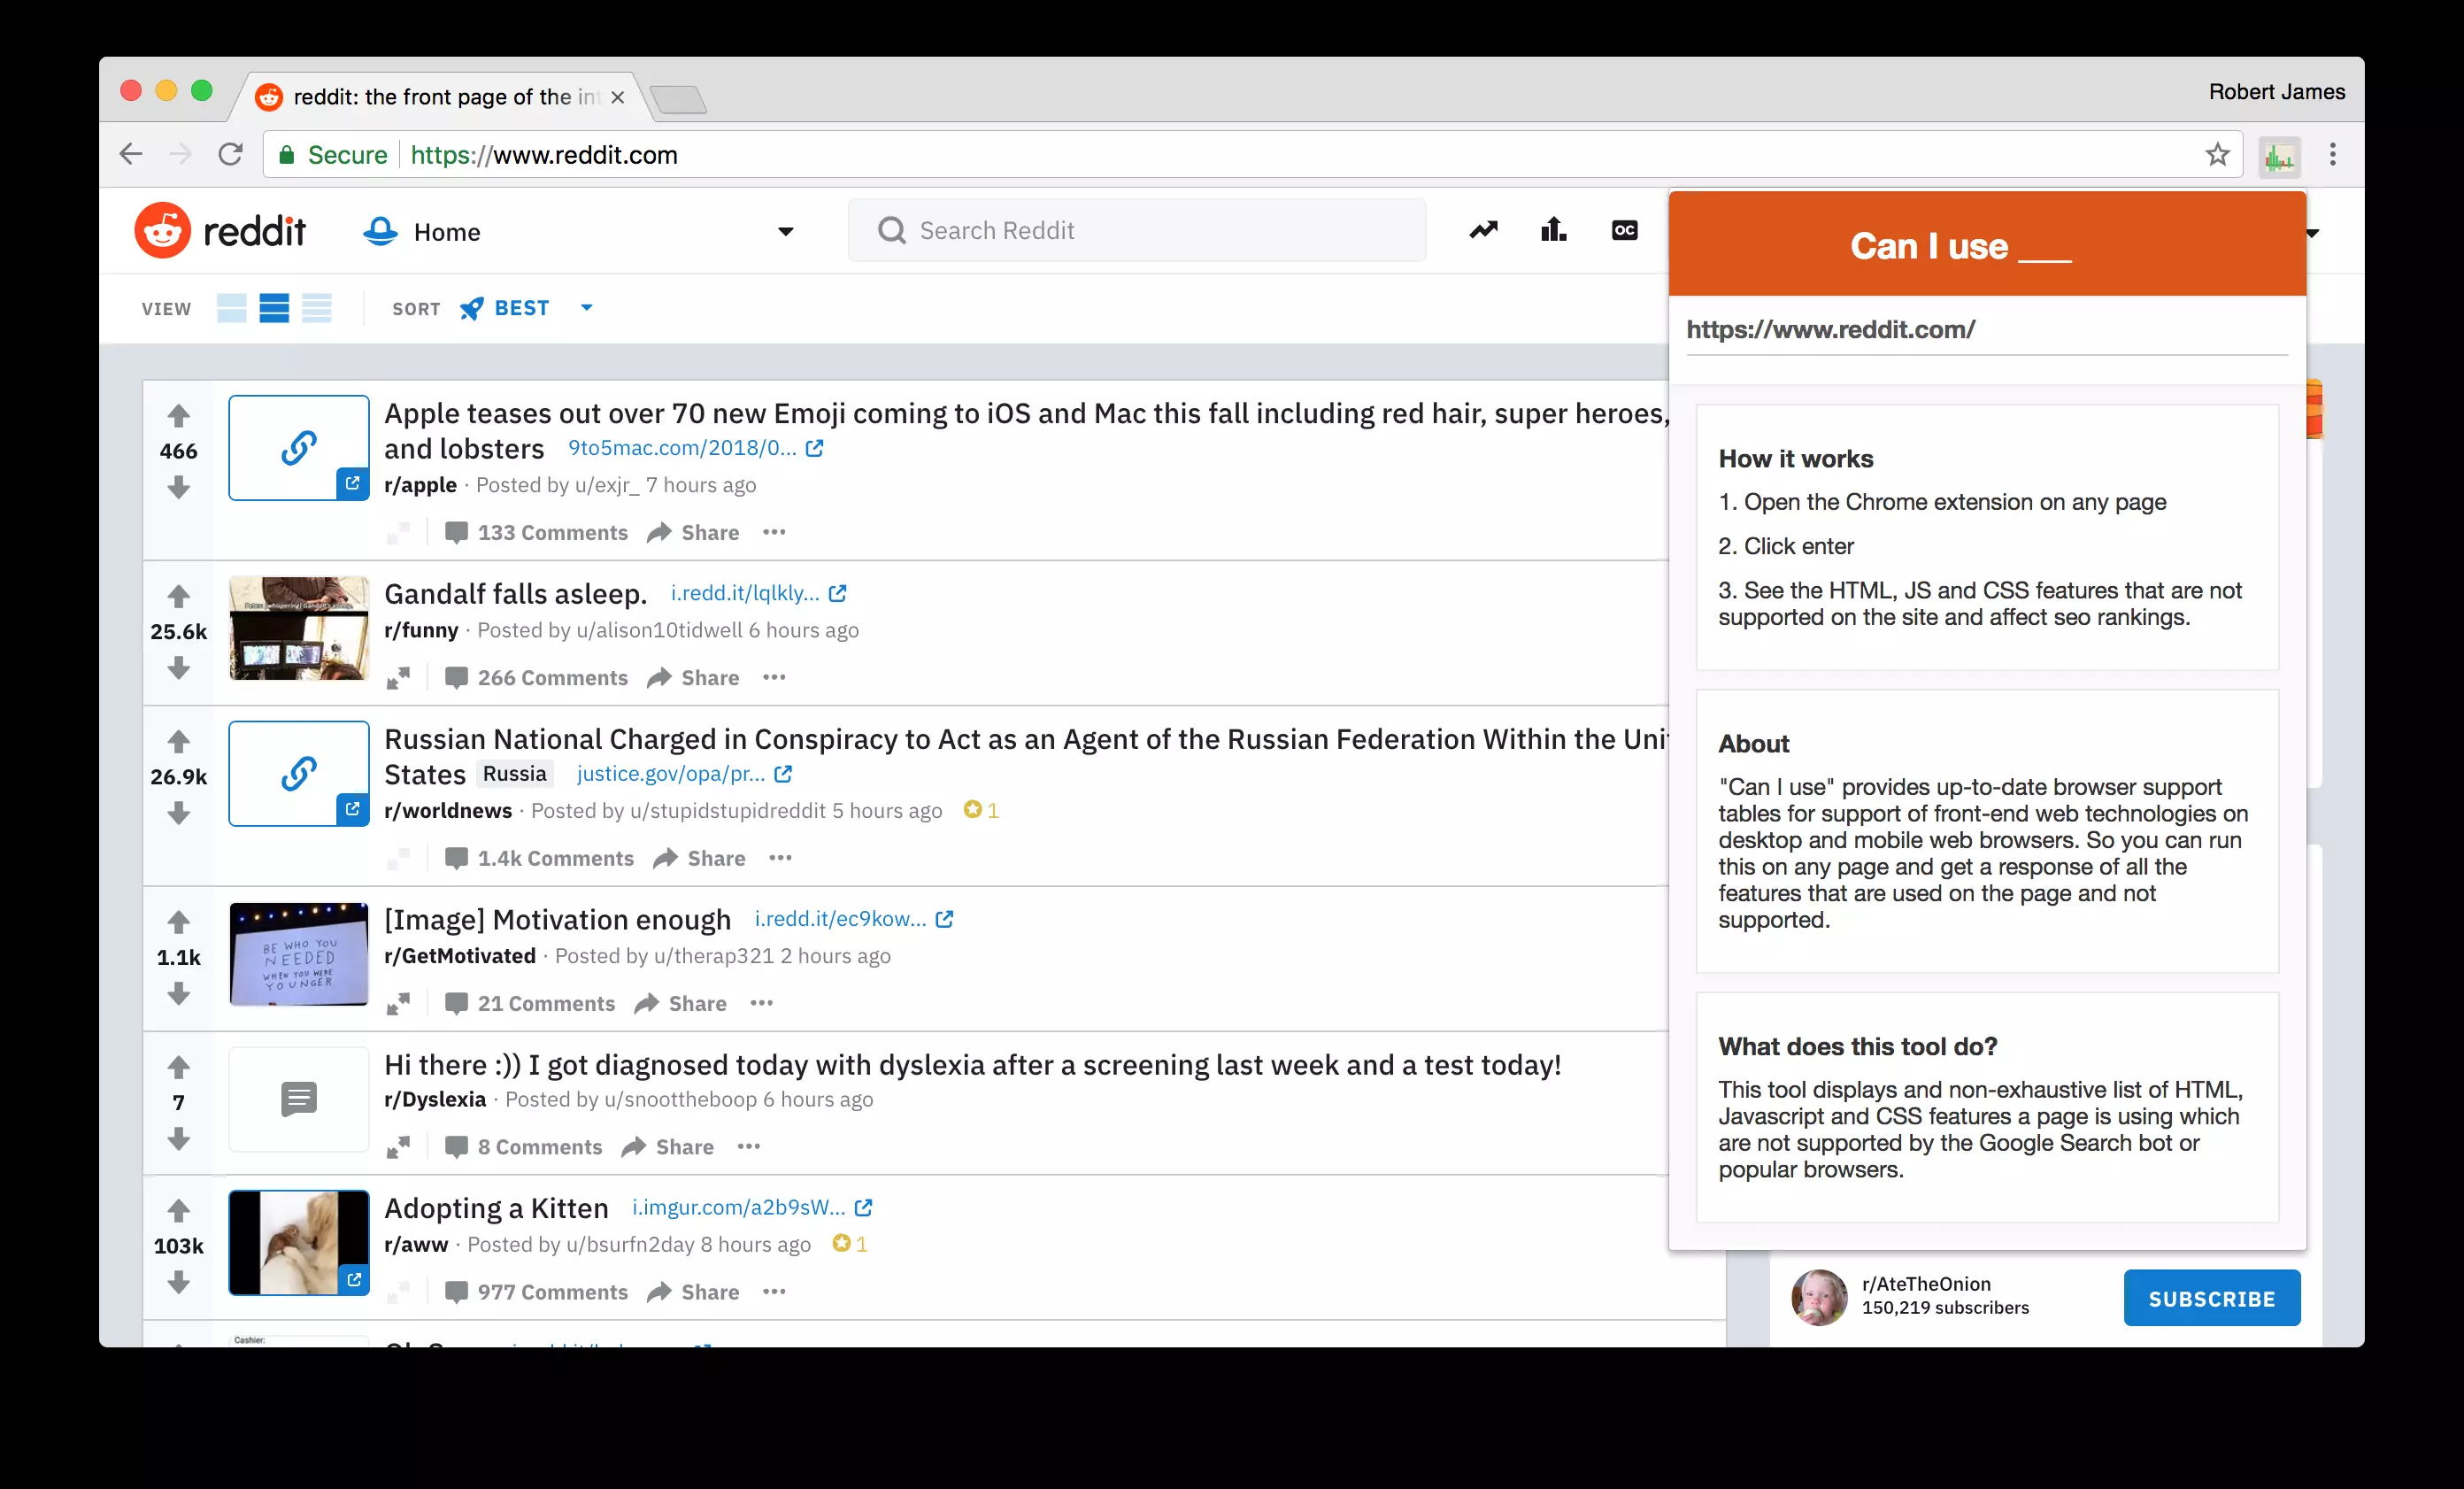 reddit: the front page of the int
Robert James
Secure https://www.reddit.com
reddit Home Search Reddit OC
VIEW SORT BEST
466
Apple teases out over 70 new Emoji coming to iOS and Mac this fall including red hair, super heroes,
and lobsters 9to5mac.com/2018/0...
r/apple · Posted by u/exjr_ 7 hours ago
133 Comments Share
25.6k
Gandalf falls asleep. i.redd.it/lqlkly...
r/funny · Posted by u/alison10tidwell 6 hours ago
266 Comments Share
26.9k
Russian National Charged in Conspiracy to Act as an Agent of the Russian Federation Within the Uni
States Russia justice.gov/opa/pr...
r/worldnews · Posted by u/stupidstupidreddit 5 hours ago 1
1.4k Comments Share
1.1k
BE WHO YOU
NEEDED
WHEN YOU WERE
YOUNGER
[Image] Motivation enough i.redd.it/ec9kow...
r/GetMotivated · Posted by u/therap321 2 hours ago
21 Comments Share
7
Hi there :)) I got diagnosed today with dyslexia after a screening last week and a test today!
r/Dyslexia · Posted by u/snoottheboop 6 hours ago
8 Comments Share
103k
Adopting a Kitten i.imgur.com/a2b9sW...
r/aww · Posted by u/bsurfn2day 8 hours ago 1
977 Comments Share
Cashier:
Can I use ___
https://www.reddit.com/
How it works
1. Open the Chrome extension on any page
2. Click enter
3. See the HTML, JS and CSS features that are not
supported on the site and affect seo rankings.
About
"Can I use" provides up-to-date browser support
tables for support of front-end web technologies on
desktop and mobile web browsers. So you can run
this on any page and get a response of all the
features that are used on the page and not
supported.
What does this tool do?
This tool displays and non-exhaustive list of HTML,
Javascript and CSS features a page is using which
are not supported by the Google Search bot or
popular browsers.
r/AteTheOnion
150,219 subscribers
SUBSCRIBE